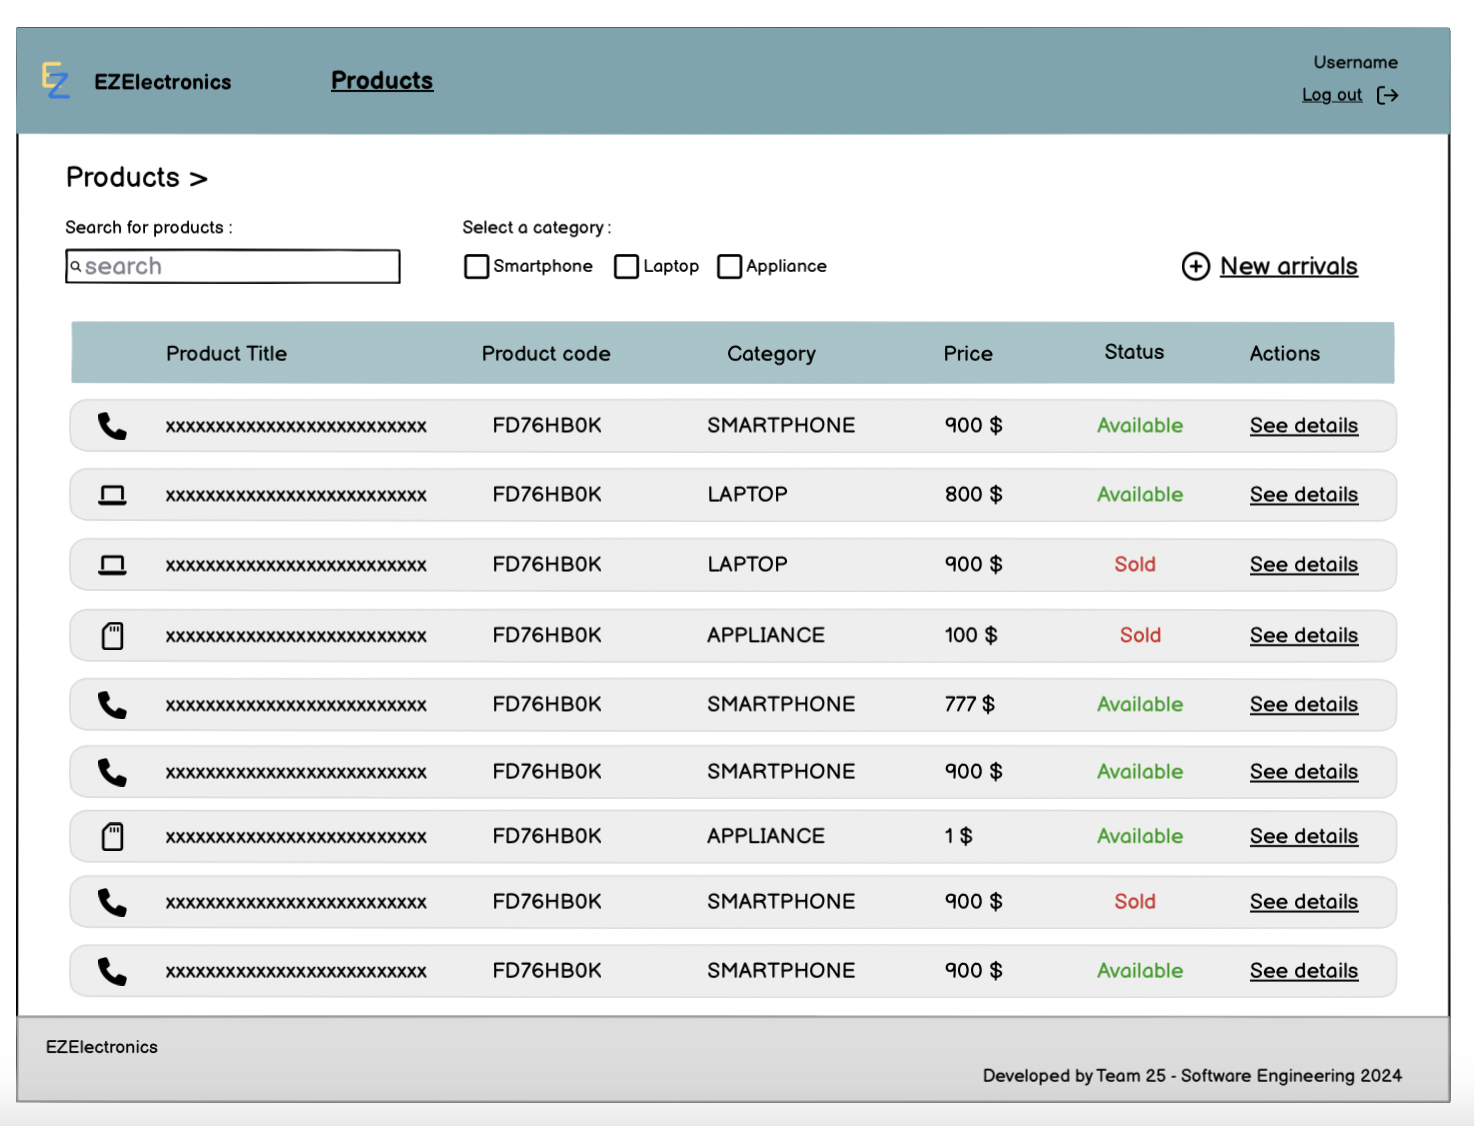 EZ EZElectronics Products Username
Log out
Products >
Search for products : Select a category :
search Smartphone Laptop Appliance New arrivals
Product Title Product code Category Price Status Actions
xxxxxxxxxxxxxxxxxxxxxxxxxx FD76HB0K SMARTPHONE 900 $ Available See details
xxxxxxxxxxxxxxxxxxxxxxxxxx FD76HB0K LAPTOP 800 $ Available See details
xxxxxxxxxxxxxxxxxxxxxxxxxx FD76HB0K LAPTOP 900 $ Sold See details
xxxxxxxxxxxxxxxxxxxxxxxxxx FD76HB0K APPLIANCE 100 $ Sold See details
xxxxxxxxxxxxxxxxxxxxxxxxxx FD76HB0K SMARTPHONE 777 $ Available See details
xxxxxxxxxxxxxxxxxxxxxxxxxx FD76HB0K SMARTPHONE 900 $ Available See details
xxxxxxxxxxxxxxxxxxxxxxxxxx FD76HB0K APPLIANCE 1 $ Available See details
xxxxxxxxxxxxxxxxxxxxxxxxxx FD76HB0K SMARTPHONE 900 $ Sold See details
xxxxxxxxxxxxxxxxxxxxxxxxxx FD76HB0K SMARTPHONE 900 $ Available See details
EZElectronics
Developed by Team 25 - Software Engineering 2024